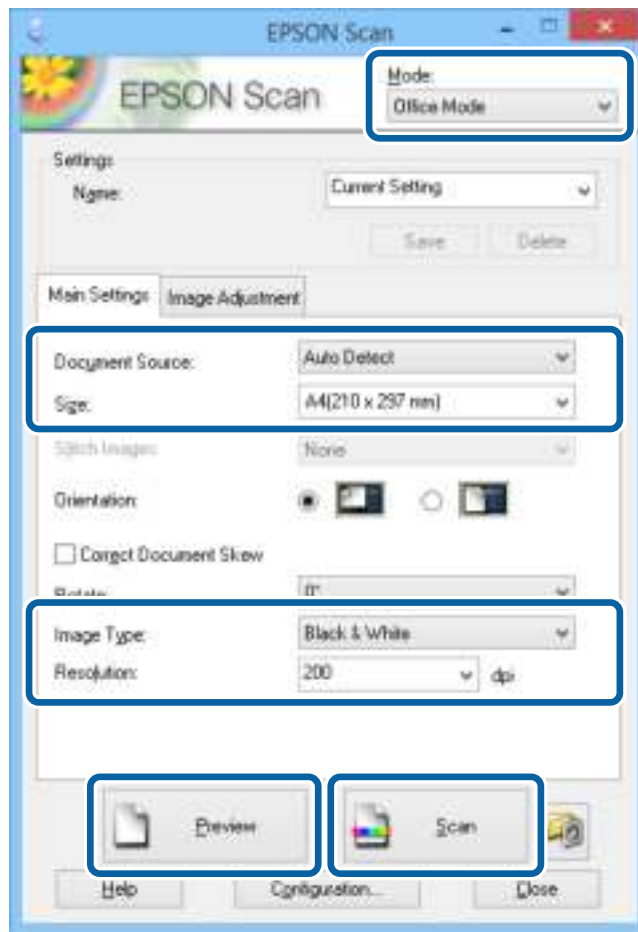 EPSON Scan
EPSON Scan
Mode:
Office Mode
Settings
Name:
Current Setting
Save Delete
Main Settings Image Adjustment
Document Source: Auto Detect
Size: A4(210 x 297 mm)
Stitch Images: None
Orientation:
Correct Document Skew
Rotate: 0°
Image Type: Black & White
Resolution: 200 dpi
Preview Scan
Help Configuration... Close